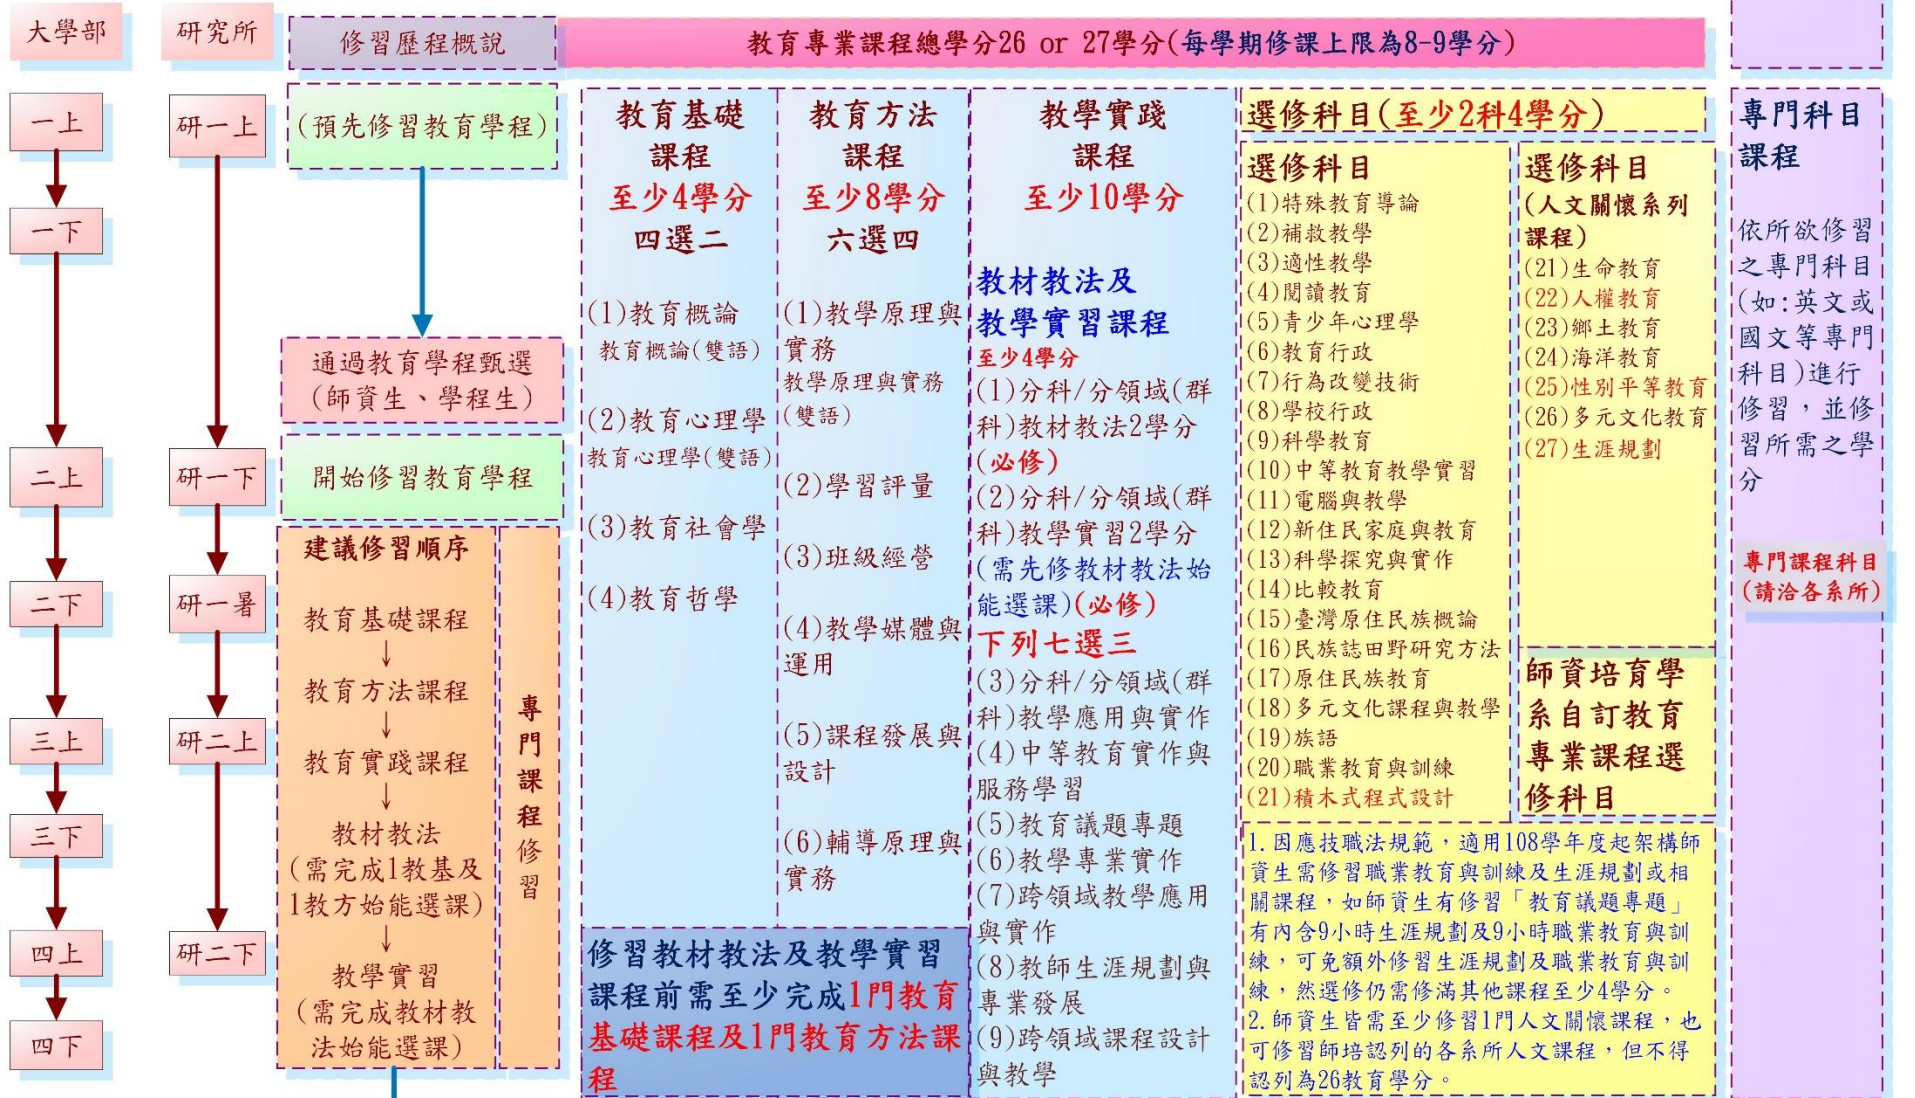 大學部
研究所
修習歷程概說
教育專業課程總學分26 or 27學分(每學期修課上限為8-9學分)
一上
一下
二上
二下
三上
三下
四上
四下
研一上
研一下
研一暑
研二上
研二下
(預先修習教育學程)
通過教育學程甄選
(師資生、學程生)
開始修習教育學程
建議修習順序
教育基礎課程
↓
教育方法課程
↓
教育實踐課程
↓
教材教法
(需完成1教基及
1教方始能選課)
↓
教學實習
(需完成教材教
法始能選課)
專門課程修習
教育基礎
課程
至少4學分
四選二
(1)教育概論
教育概論(雙語)
(2)教育心理學
教育心理學(雙語)
(3)教育社會學
(4)教育哲學
教育方法
課程
至少8學分
六選四
(1)教學原理與
實務
教學原理與實務
(雙語)
(2)學習評量
(3)班級經營
(4)教學媒體與
運用
(5)課程發展與
設計
(6)輔導原理與
實務
修習教材教法及教學實習
課程前需至少完成1門教育
基礎課程及1門教育方法課
程
教學實踐
課程
至少10學分
教材教法及
教學實習課程
至少4學分
(1)分科/分領域(群
科)教材教法2學分
(必修)
(2)分科/分領域(群
科)教學實習2學分
(需先修教材教法始
能選課)(必修)
下列七選三
(3)分科/分領域(群
科)教學應用與實作
(4)中等教育實作與
服務學習
(5)教育議題專題
(6)教學專業實作
(7)跨領域教學應用
與實作
(8)教師生涯規劃與
專業發展
(9)跨領域課程設計
與教學
選修科目(至少2科4學分)
選修科目
(1)特殊教育導論
(2)補救教學
(3)適性教學
(4)閱讀教育
(5)青少年心理學
(6)教育行政
(7)行為改變技術
(8)學校行政
(9)科學教育
(10)中等教育教學實習
(11)電腦與教學
(12)新住民家庭與教育
(13)科學探究與實作
(14)比較教育
(15)臺灣原住民族概論
(16)民族誌田野研究方法
(17)原住民族教育
(18)多元文化課程與教學
(19)族語
(20)職業教育與訓練
(21)積木式程式設計
選修科目
(人文關懷系列
課程)
(21)生命教育
(22)人權教育
(23)鄉土教育
(24)海洋教育
(25)性別平等教育
(26)多元文化教育
(27)生涯規劃
師資培育學
系自訂教育
專業課程選
修科目
1.因應技職法規範，適用108學年度起架構師
資生需修習職業教育與訓練及生涯規劃或相
關課程，如師資生有修習「教育議題專題」
有內含9小時生涯規劃及9小時職業教育與訓
練，可免額外修習生涯規劃及職業教育與訓
練，然選修仍需修滿其他課程至少4學分。
2.師資生皆需至少修習1門人文關懷課程，也
可修習師培認列的各系所人文課程，但不得
認列為26教育學分。
專門科目
課程
依所欲修習
之專門科目
(如:英文或
國文等專門
科目)進行
修習，並修
習所需之學
分
專門課程科目
(請洽各系所)